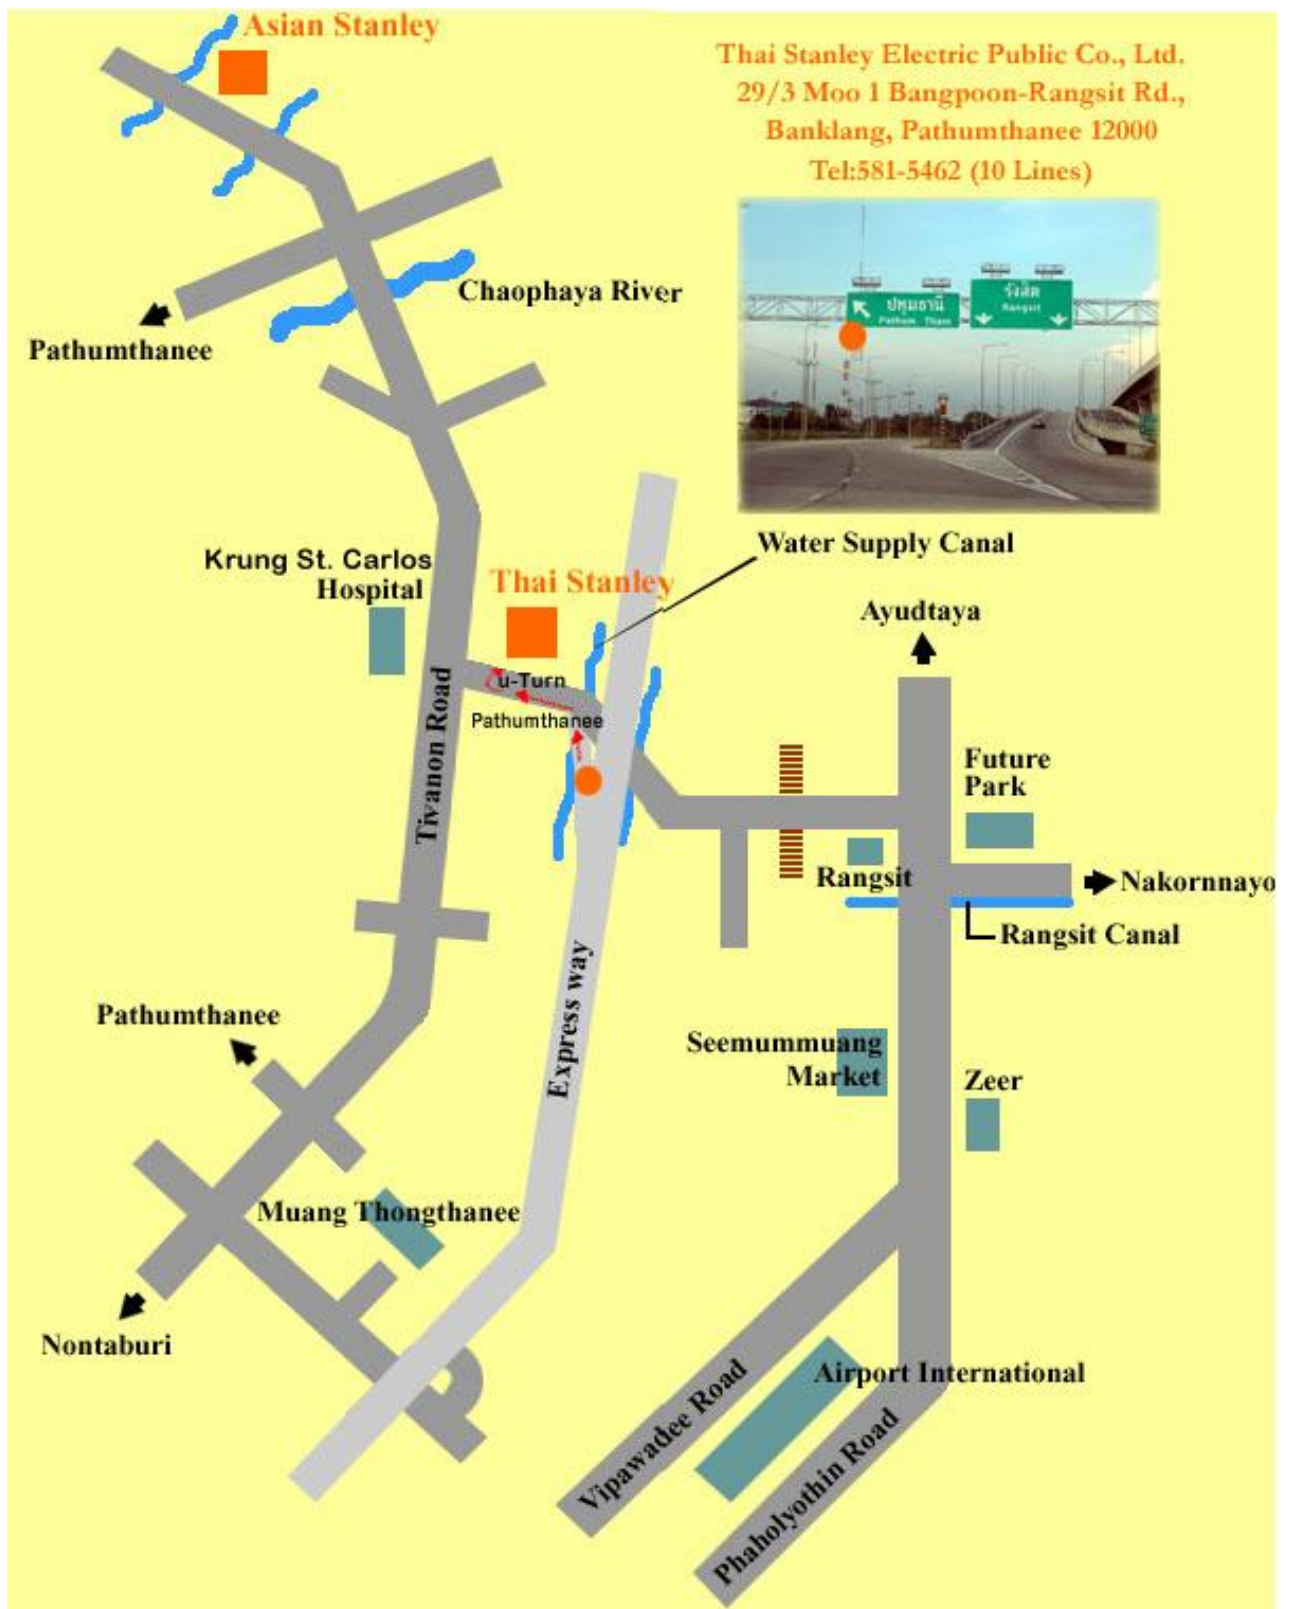 Asian Stanley
Thai Stanley Electric Public Co., Ltd.
29/3 Moo 1 Bangpoon-Rangsit Rd.,
Banklang, Pathumthanee 12000
Tel:581-5462 (10 Lines)
ปทุมธานี
Pathum Thani
รังสิต
Rangsit
Chaophaya River
Pathumthanee
Water Supply Canal
Krung St. Carlos
Hospital
Thai Stanley
Ayudtaya
u-Turn
Pathumthanee
Tivanon Road
Future
Park
Rangsit
Nakornnayo
Rangsit Canal
Express way
Pathumthanee
Seemummuang
Market
Zeer
Muang Thongthanee
Nontaburi
Airport International
Vipawadee Road
Phaholyothin Road